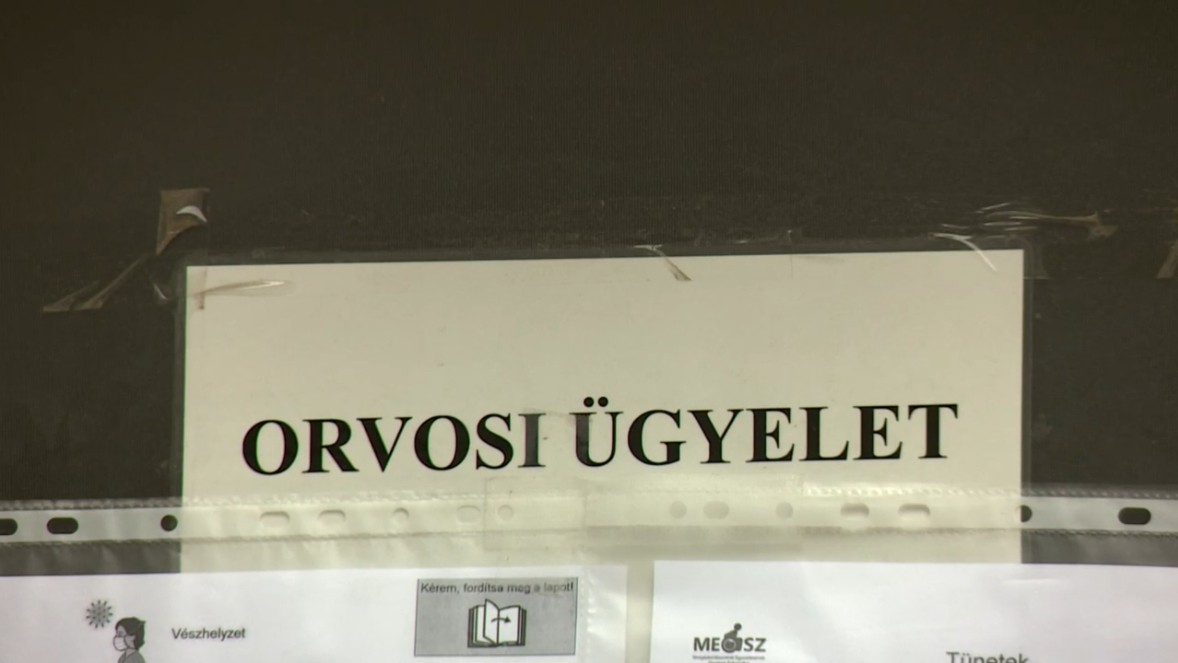 ORVOSI ÜGYELET
Kérem, fordítsa meg a lapot!
Vészhelyzet
MEOSZ
Tünetek